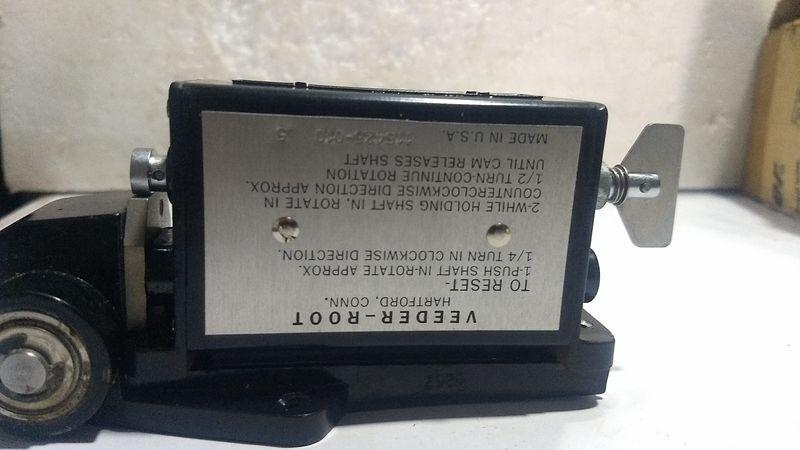 VEEDER-ROOT
HARTFORD, CONN.
TO RESET-
1-PUSH SHAFT IN-ROTATE APPROX.
1/4 TURN IN CLOCKWISE DIRECTION.
2-WHILE HOLDING SHAFT IN, ROTATE IN
COUNTERCLOCKWISE DIRECTION APPROX.
1/2 TURN-CONTINUE ROTATION
UNTIL CAM RELEASES SHAFT
MADE IN U.S.A.